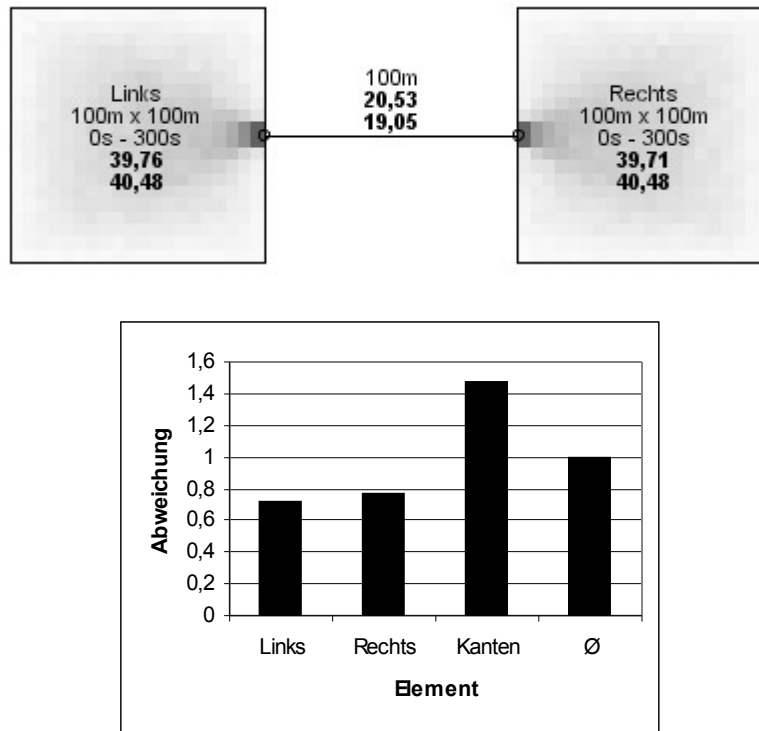 Links
100m x 100m
0s - 300s
39,76
40,48
100m
20,53
19,05
Rechts
100m x 100m
0s - 300s
39,71
40,48
Abweichung
1,6
1,4
1,2
1
0,8
0,6
0,4
0,2
0
Links Rechts Kanten Ø
Element